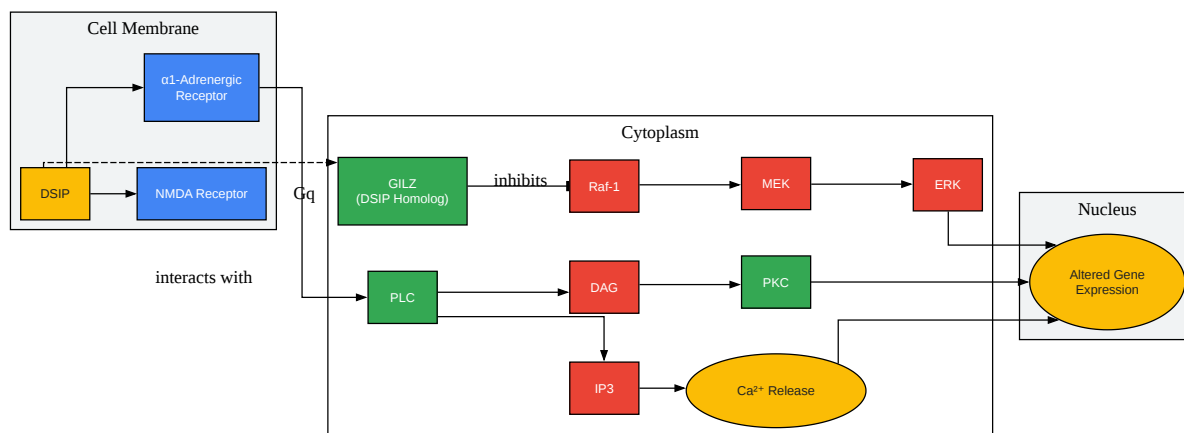 Cell Membrane
α1-Adrenergic
Receptor
DSIP
NMDA Receptor
interacts with
Gq
Cytoplasm
GILZ
(DSIP Homolog)
inhibits
Raf-1
MEK
ERK
PLC
DAG
PKC
IP3
Ca²⁺ Release
Nucleus
Altered Gene
Expression